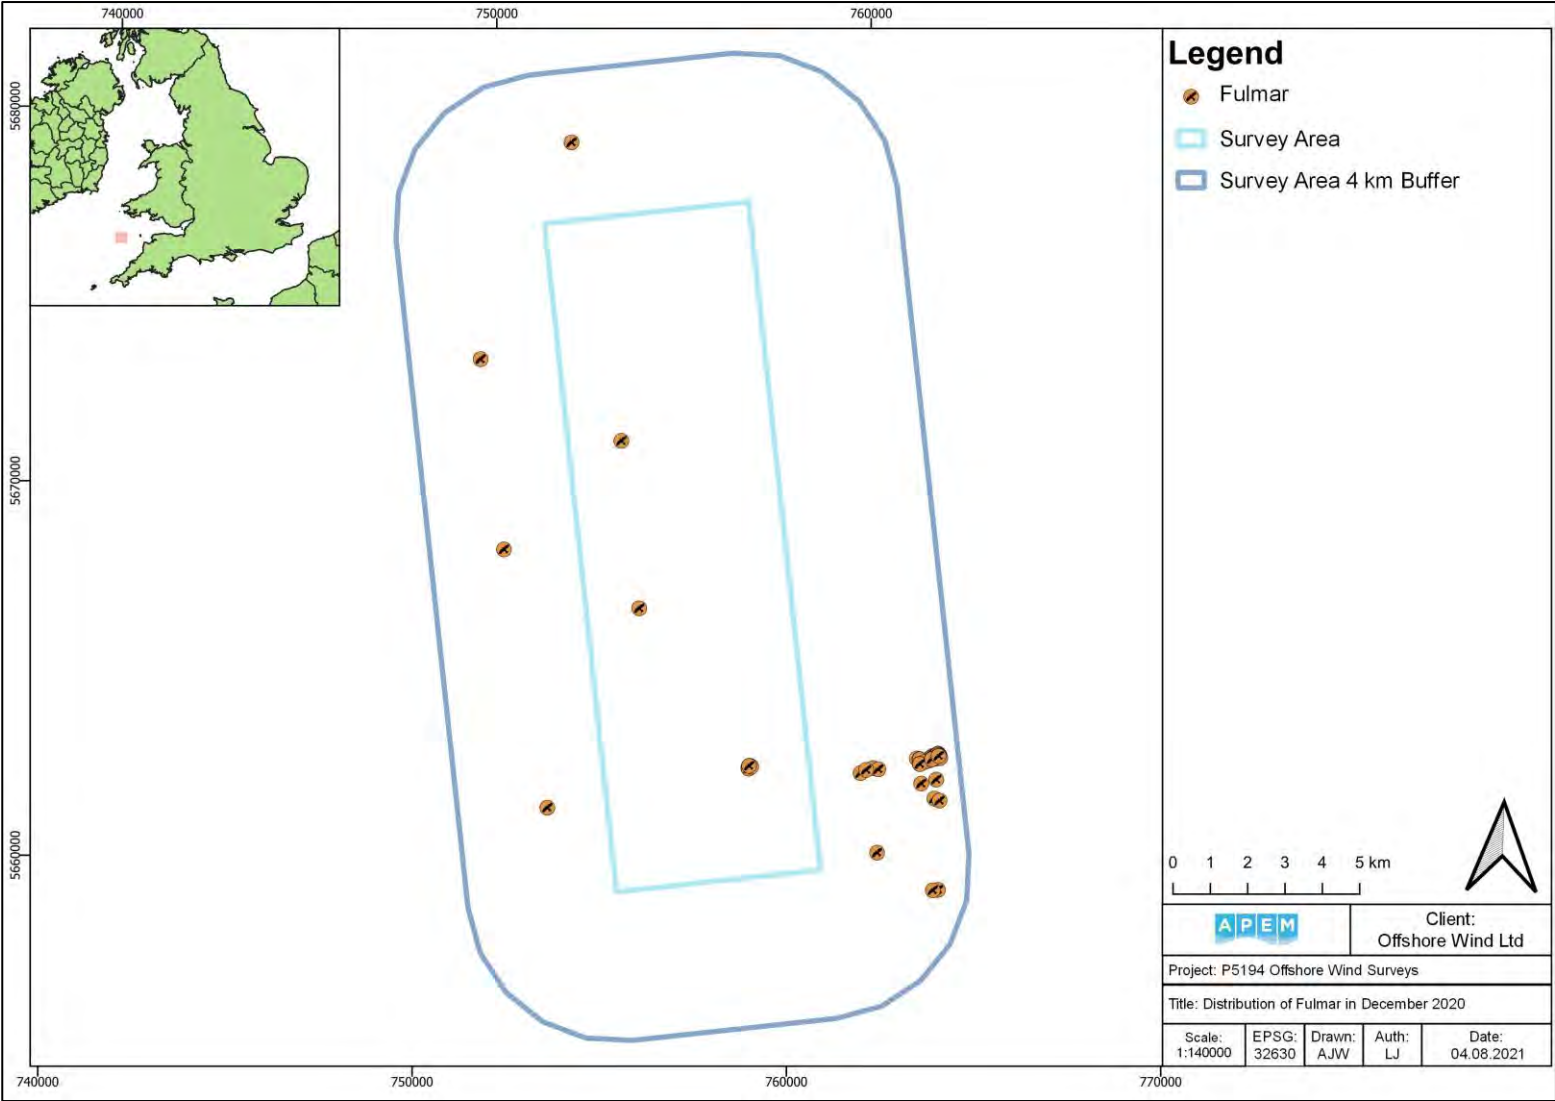 740000 750000 760000
5680000
5670000
5660000
Legend
Fulmar
Survey Area
Survey Area 4 km Buffer
0 1 2 3 4 5 km
APEM
Client:
Offshore Wind Ltd
Project: P5194 Offshore Wind Surveys
Title: Distribution of Fulmar in December 2020
Scale:
1:140000
EPSG:
32630
Drawn:
AJW
Auth:
LJ
Date:
04.08.2021
740000 750000 760000 770000